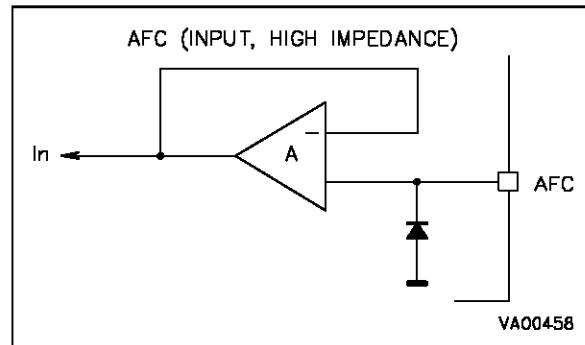 AFC (INPUT, HIGH IMPEDANCE)
In
A
−
AFC
VA00458